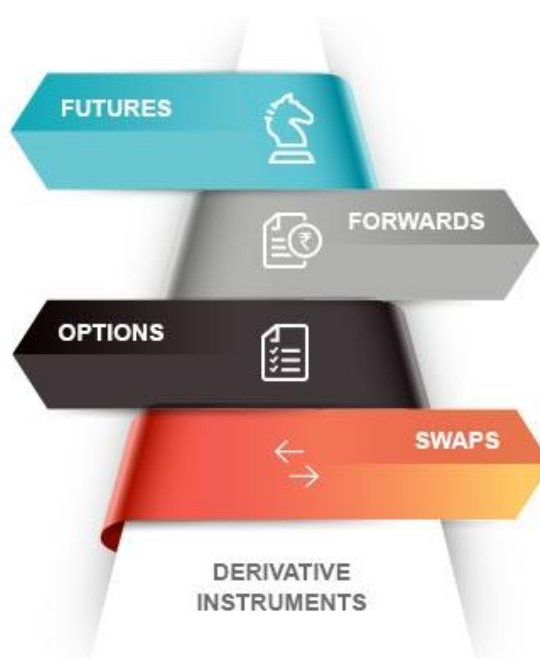 FUTURES
FORWARDS
₹
OPTIONS
SWAPS
DERIVATIVE
INSTRUMENTS